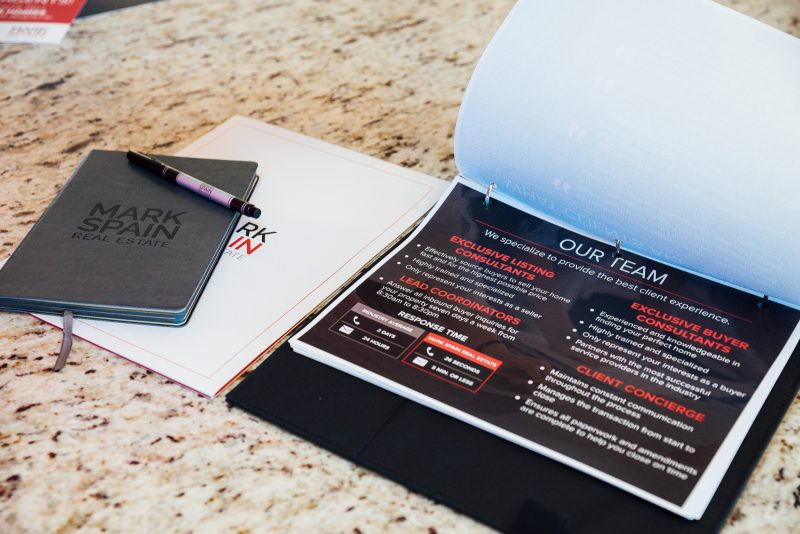 MARK
SPAIN
REAL ESTATE
SPAIN
RK
IN
ATE
OUR TEAM
We specialize to provide the best client experience.
EXCLUSIVE LISTING
CONSULTANTS
• Effectively source buyers to sell your home
fast and for the highest possible price
• Highly trained and specialized
• Only represent your interests as a seller
LEAD COORDINATORS
• Answer all inbound buyer inquiries for
your property seven days a week from
8:30am to 8:30pm
RESPONSE TIME
INDUSTRY AVERAGE
2 DAYS
24 HOURS
MARK SPAIN REAL ESTATE
26 SECONDS
5 MIN. OR LESS
EXCLUSIVE BUYER
CONSULTANTS
• Experienced and knowledgeable in
finding your perfect home
• Highly trained and specialized
• Only represent your interests as a buyer
• Partners with the most successful
service providers in the industry
CLIENT CONCIERGE
• Maintains constant communication
throughout the process
• Manages the transaction from start to
close
• Ensures all paperwork and amendments
are complete to help you close on time